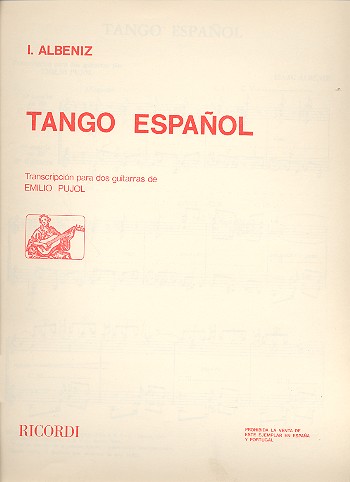 I. ALBENIZ
TANGO ESPAÑOL
Transcripción para dos guitarras de
EMILIO PUJOL
RICORDI
PROHIBIDA LA VENTA DE
ESTE EJEMPLAR EN ESPAÑA
Y PORTUGAL